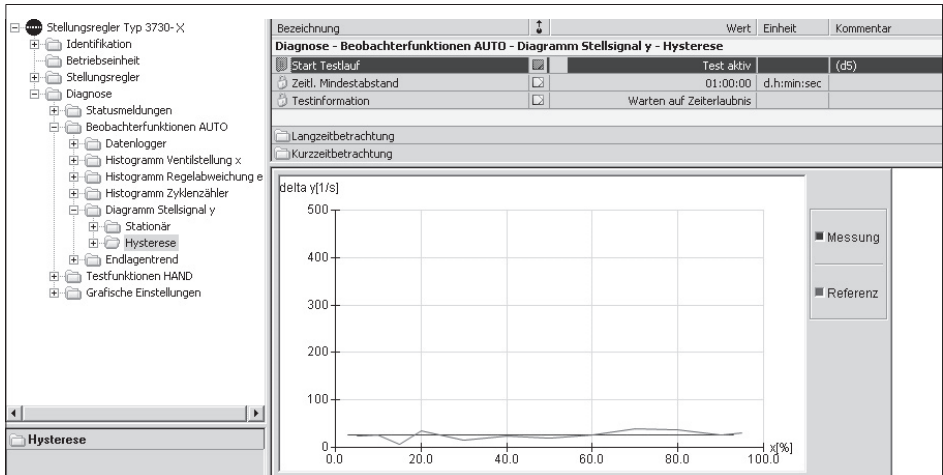 Stellungsregler Typ 3730-X
Identifikation
Betriebseinheit
Stellungsregler
Diagnose
Statusmeldungen
Beobachterfunktionen AUTO
Datenlogger
Histogramm Ventilstellung x
Histogramm Regelabweichung e
Histogramm Zyklenzähler
Diagramm Stellsignal y
Stationär
Hysterese
Endlagentrend
Testfunktionen HAND
Grafische Einstellungen
Hysterese
Bezeichnung Wert Einheit Kommentar
Diagnose - Beobachterfunktionen AUTO - Diagramm Stellsignal y - Hysterese
Start Testlauf Test aktiv (d5)
Zeitl. Mindestabstand 01:00:00 d.h:min:sec
Testinformation Warten auf Zeiterlaubnis
Langzeitbetrachtung
Kurzzeitbetrachtung
delta y[1/s]
500
400
300
200
100
0
0.0 20.0 40.0 60.0 80.0 100.0 x[%]
Messung
Referenz